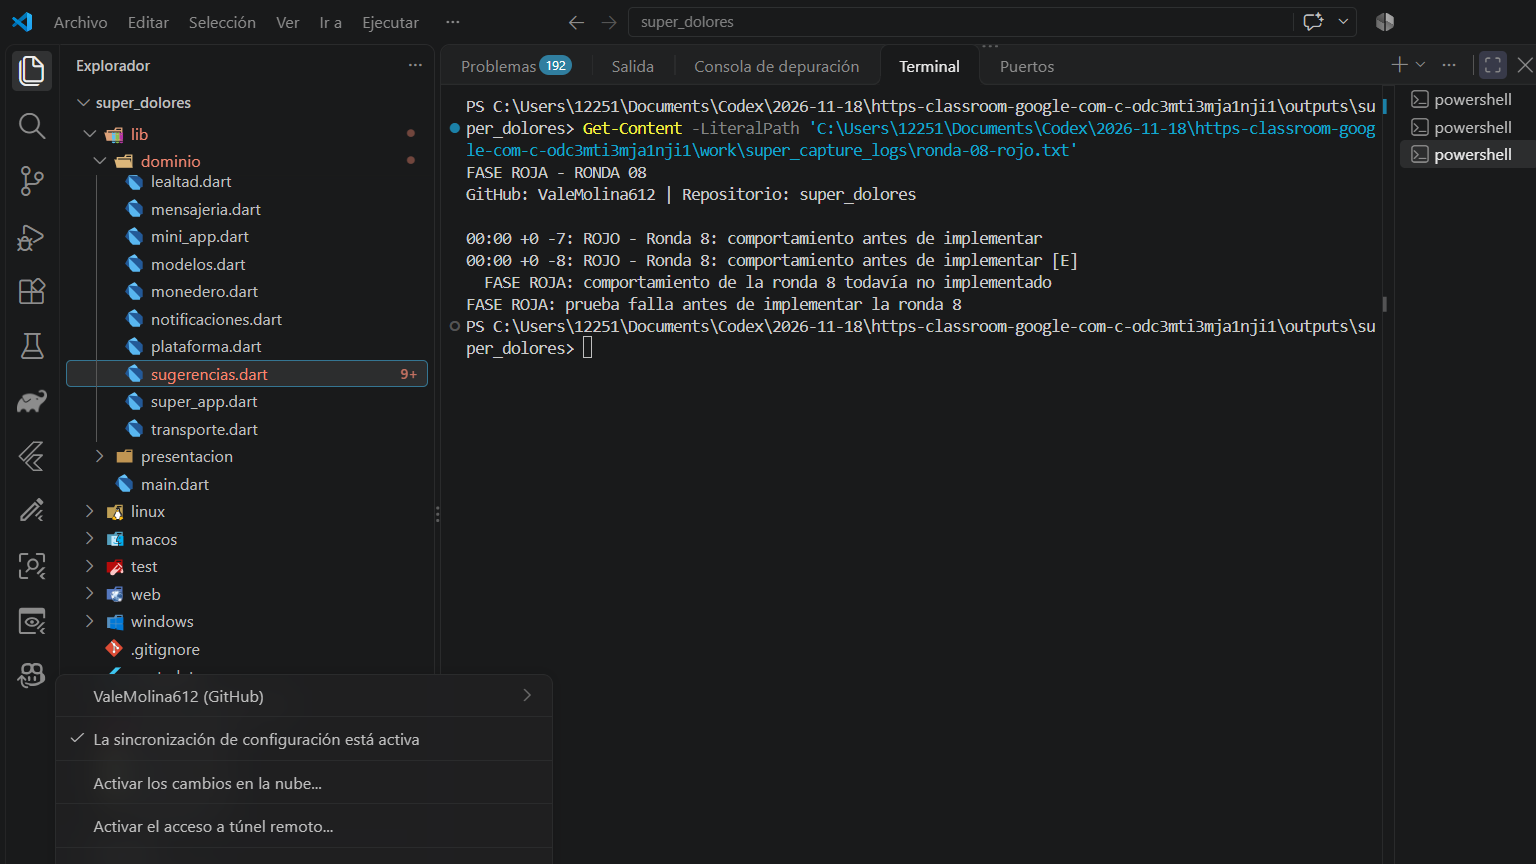 Archivo Editar Selección Ver Ir a Ejecutar ···
super_dolores
Explorador
super_dolores
lib
dominio
lealtad.dart
mensajeria.dart
mini_app.dart
modelos.dart
monedero.dart
notificaciones.dart
plataforma.dart
sugerencias.dart 9+
super_app.dart
transporte.dart
presentacion
main.dart
linux
macos
test
web
windows
.gitignore
ValeMolina612 (GitHub)
La sincronización de configuración está activa
Activar los cambios en la nube...
Activar el acceso a túnel remoto...
Problemas 192 Salida Consola de depuración Terminal Puertos
PS C:\Users\12251\Documents\Codex\2026-11-18\https-classroom-google-com-c-odc3mti3mja1nji1\outputs\su
per_dolores> Get-Content -LiteralPath 'C:\Users\12251\Documents\Codex\2026-11-18\https-classroom-goog
le-com-c-odc3mti3mja1nji1\work\super_capture_logs\ronda-08-rojo.txt'
FASE ROJA - RONDA 08
GitHub: ValeMolina612 | Repositorio: super_dolores
00:00 +0 -7: ROJO - Ronda 8: comportamiento antes de implementar
00:00 +0 -8: ROJO - Ronda 8: comportamiento antes de implementar [E]
FASE ROJA: comportamiento de la ronda 8 todavía no implementado
FASE ROJA: prueba falla antes de implementar la ronda 8
PS C:\Users\12251\Documents\Codex\2026-11-18\https-classroom-google-com-c-odc3mti3mja1nji1\outputs\su
per_dolores>
powershell
powershell
powershell